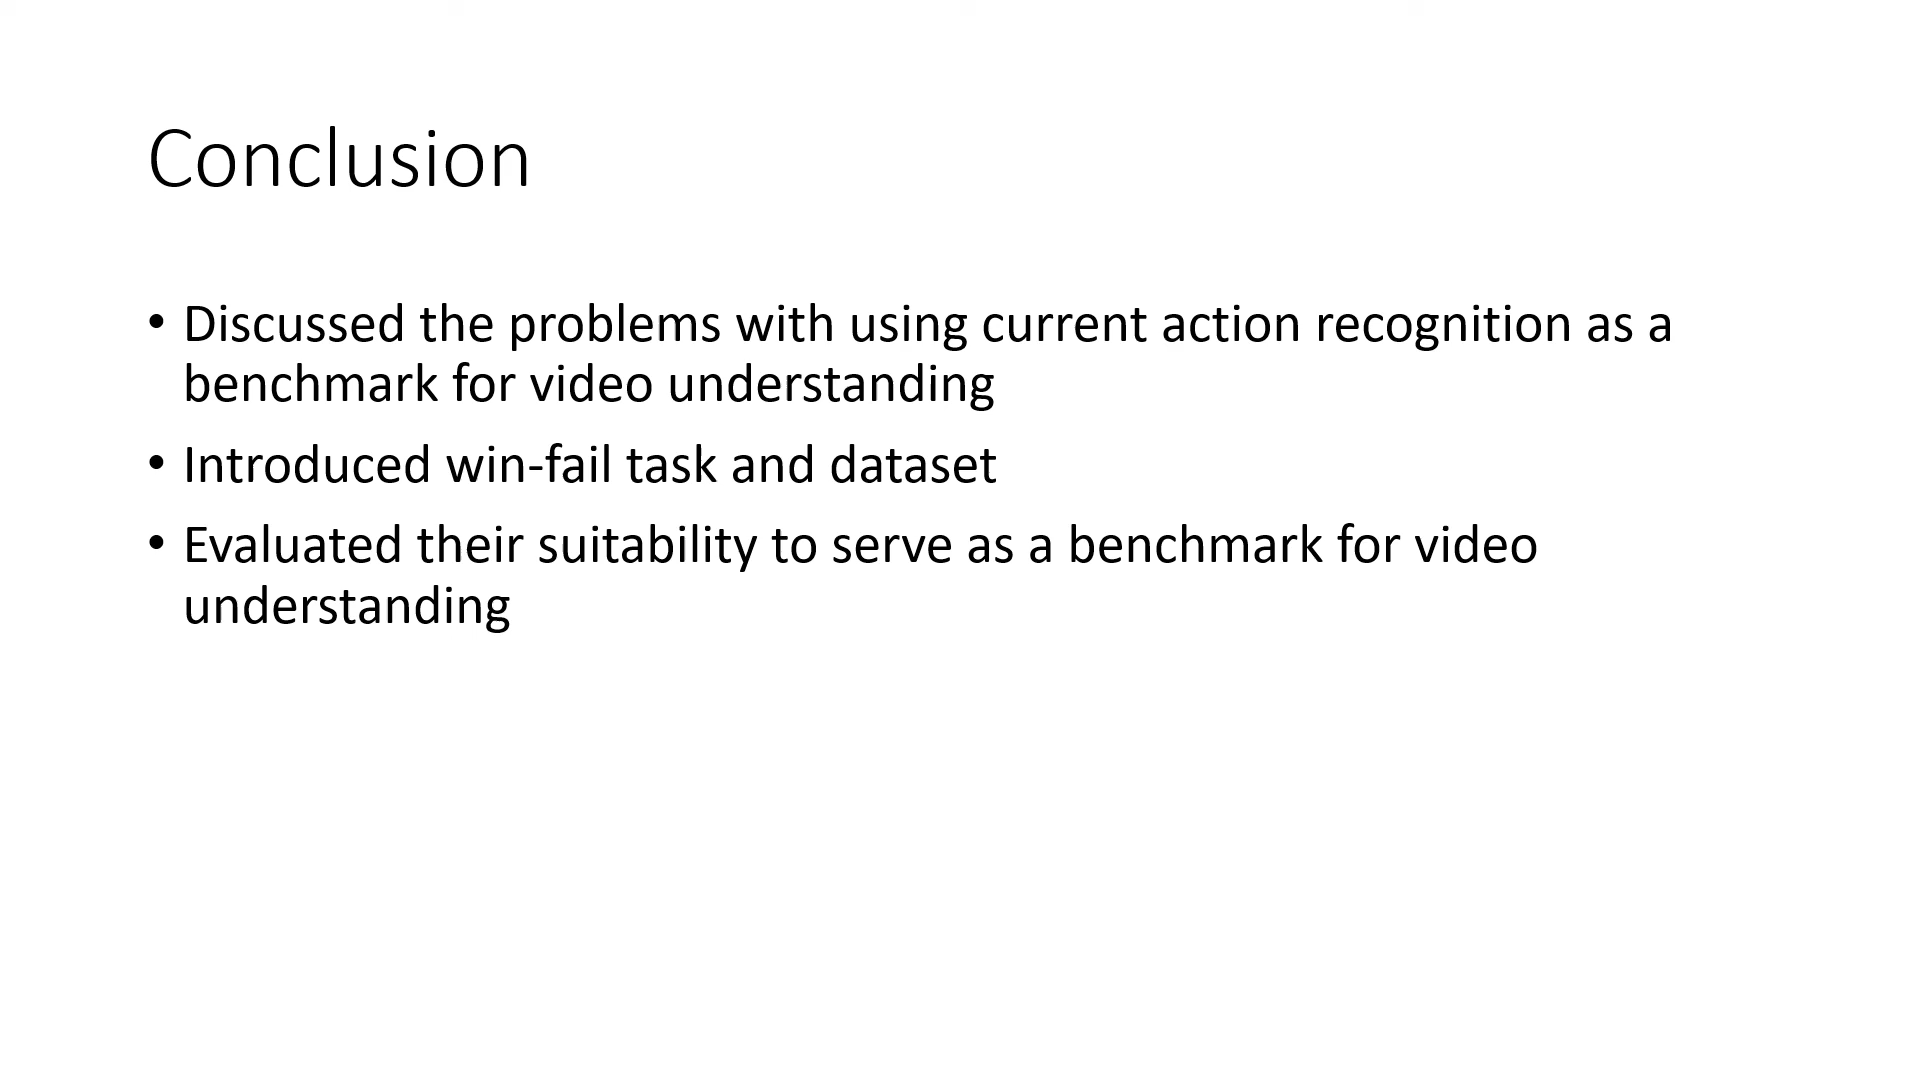 Conclusion
• Discussed the problems with using current action recognition as a
benchmark for video understanding
• Introduced win-fail task and dataset
• Evaluated their suitability to serve as a benchmark for video
understanding